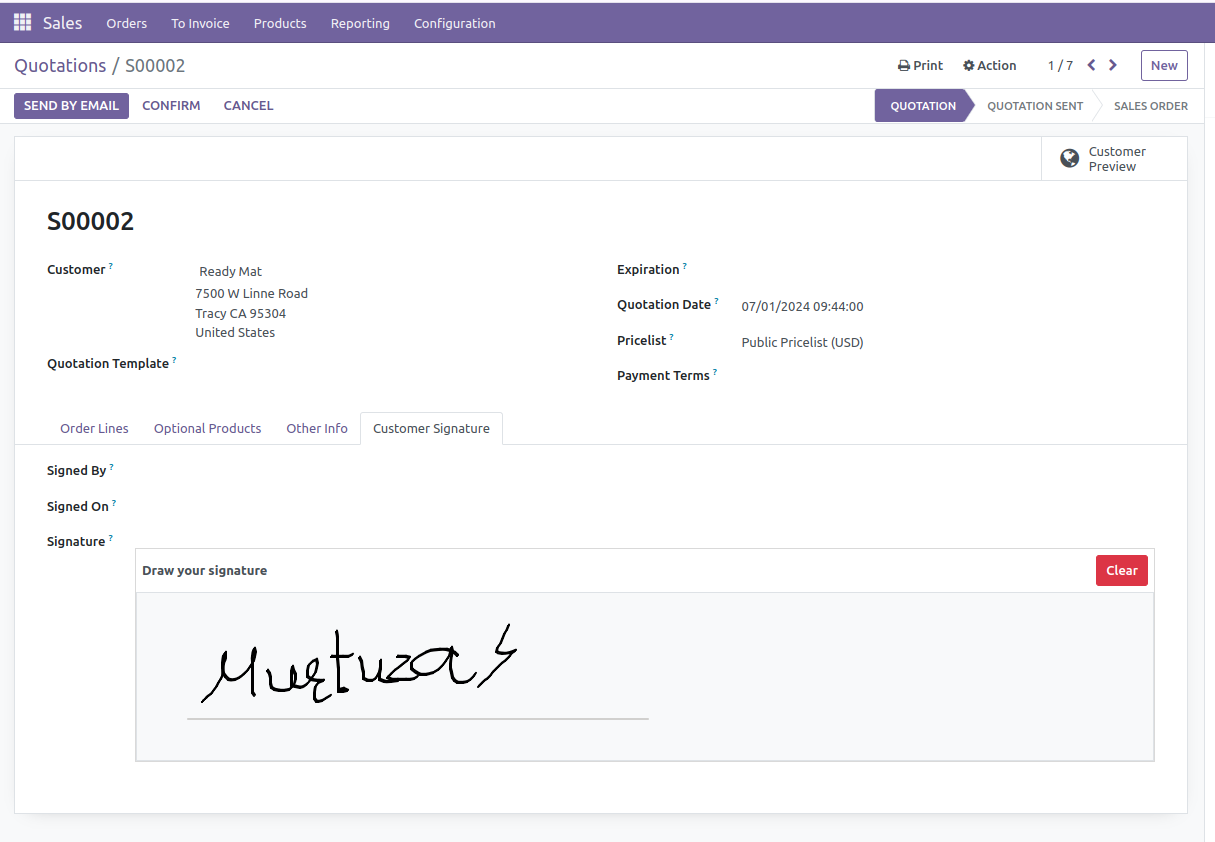 Sales Orders To Invoice Products Reporting Configuration
Quotations / S00002 Print Action 1 / 7 New
SEND BY EMAIL CONFIRM CANCEL QUOTATION QUOTATION SENT SALES ORDER
Customer
Preview
S00002
Customer ? Ready Mat
7500 W Linne Road
Tracy CA 95304
United States
Quotation Template ?
Expiration ?
Quotation Date ? 07/01/2024 09:44:00
Pricelist ? Public Pricelist (USD)
Payment Terms ?
Order Lines Optional Products Other Info Customer Signature
Signed By ?
Signed On ?
Signature ?
Draw your signature Clear
Murtuza S